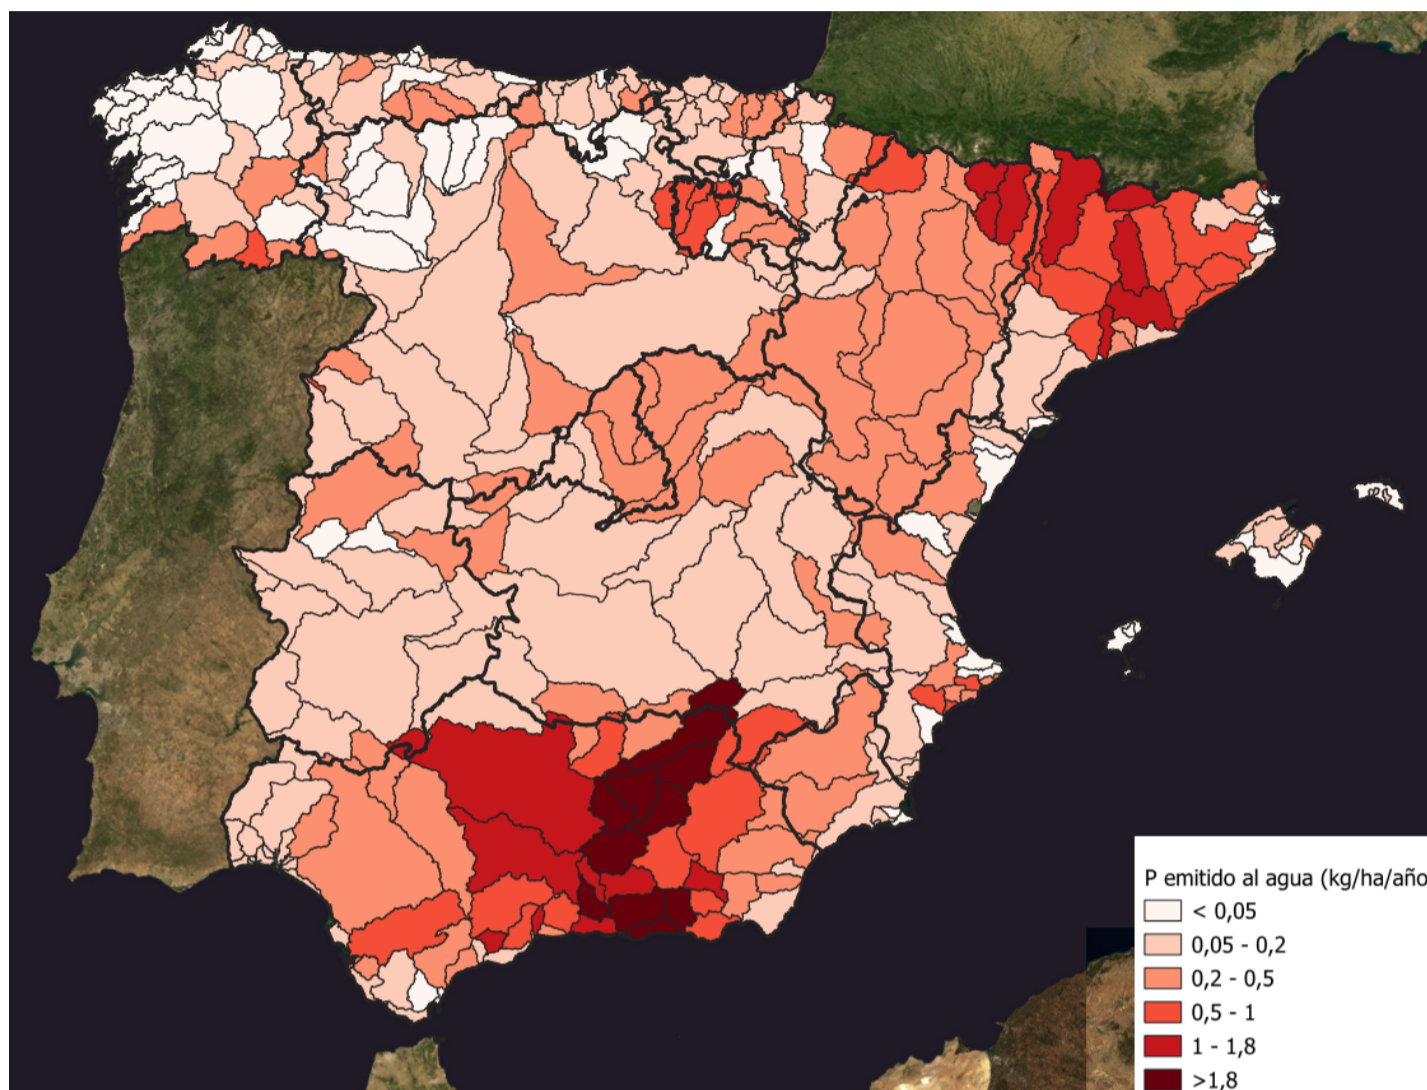 P emitido al agua (kg/ha/año
< 0,05
0,05 - 0,2
0,2 - 0,5
0,5 - 1
1 - 1,8
>1,8